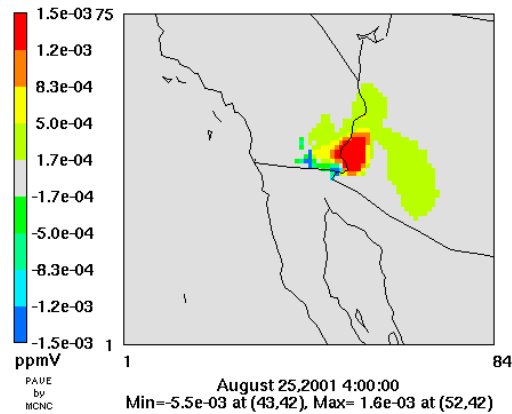 1.5e-03
75
1.2e-03
8.3e-04
5.0e-04
1.7e-04
-1.7e-04
-5.0e-04
-8.3e-04
-1.2e-03
-1.5e-03
1
ppmV
1
84
PAVE
by
MCNC
August 25,2001 4:00:00
Min=-5.5e-03 at (43,42), Max= 1.6e-03 at (52,42)